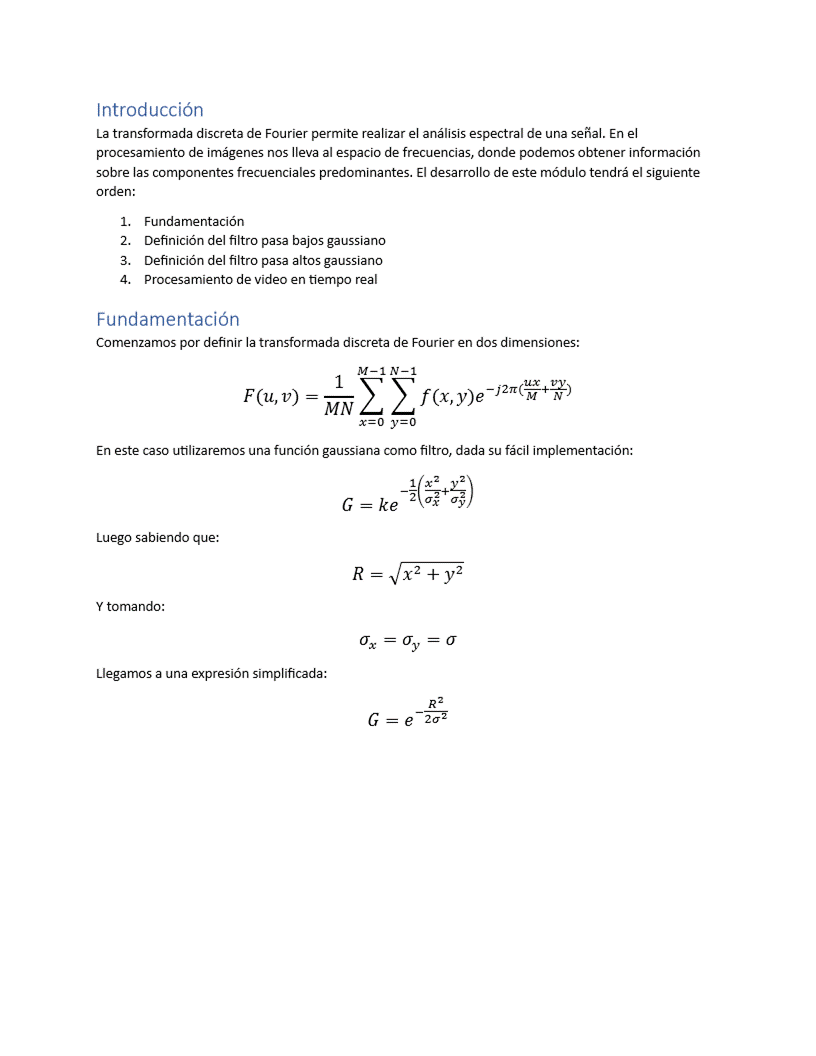 Introducción
La transformada discreta de Fourier permite realizar el análisis espectral de una señal. En el
procesamiento de imágenes nos lleva al espacio de frecuencias, donde podemos obtener información
sobre las componentes frecuenciales predominantes. El desarrollo de este módulo tendrá el siguiente
orden:
1. Fundamentación
2. Definición del filtro pasa bajos gaussiano
3. Definición del filtro pasa altos gaussiano
4. Procesamiento de video en tiempo real
Fundamentación
Comenzamos por definir la transformada discreta de Fourier en dos dimensiones:
$F(u, v) = \frac{1}{MN} \sum_{x=0}^{M-1} \sum_{y=0}^{N-1} f(x, y) e^{-j2\pi(\frac{ux}{M}+\frac{vy}{N})}$
En este caso utilizaremos una función gaussiana como filtro, dada su fácil implementación:
$G = ke^{-\frac{1}{2}\left(\frac{x^2}{\sigma_x^2}+\frac{y^2}{\sigma_y^2}\right)}$
Luego sabiendo que:
$R = \sqrt{x^2 + y^2}$
Y tomando:
$\sigma_x = \sigma_y = \sigma$
Llegamos a una expresión simplificada:
$G = e^{-\frac{R^2}{2\sigma^2}}$